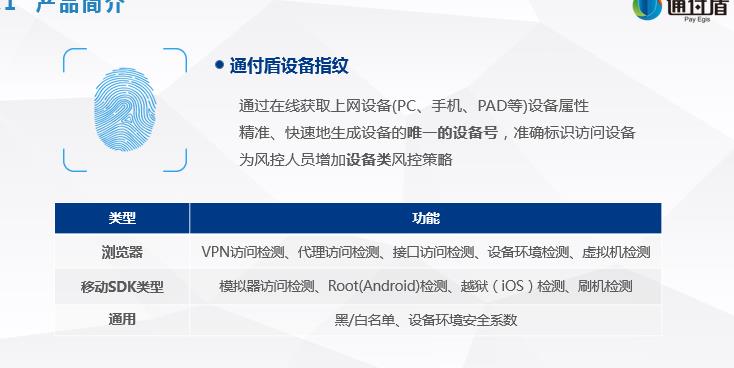 1 产品简介
通付盾
Pay Egis
通付盾设备指纹
通过在线获取上网设备(PC、手机、PAD等)设备属性
精准、快速地生成设备的唯一的设备号，准确标识访问设备
为风控人员增加设备类风控策略
类型 功能
浏览器 VPN访问检测、代理访问检测、接口访问检测、设备环境检测、虚拟机检测
移动SDK类型 模拟器访问检测、Root(Android)检测、越狱（iOS）检测、刷机检测
通用 黑/白名单、设备环境安全系数